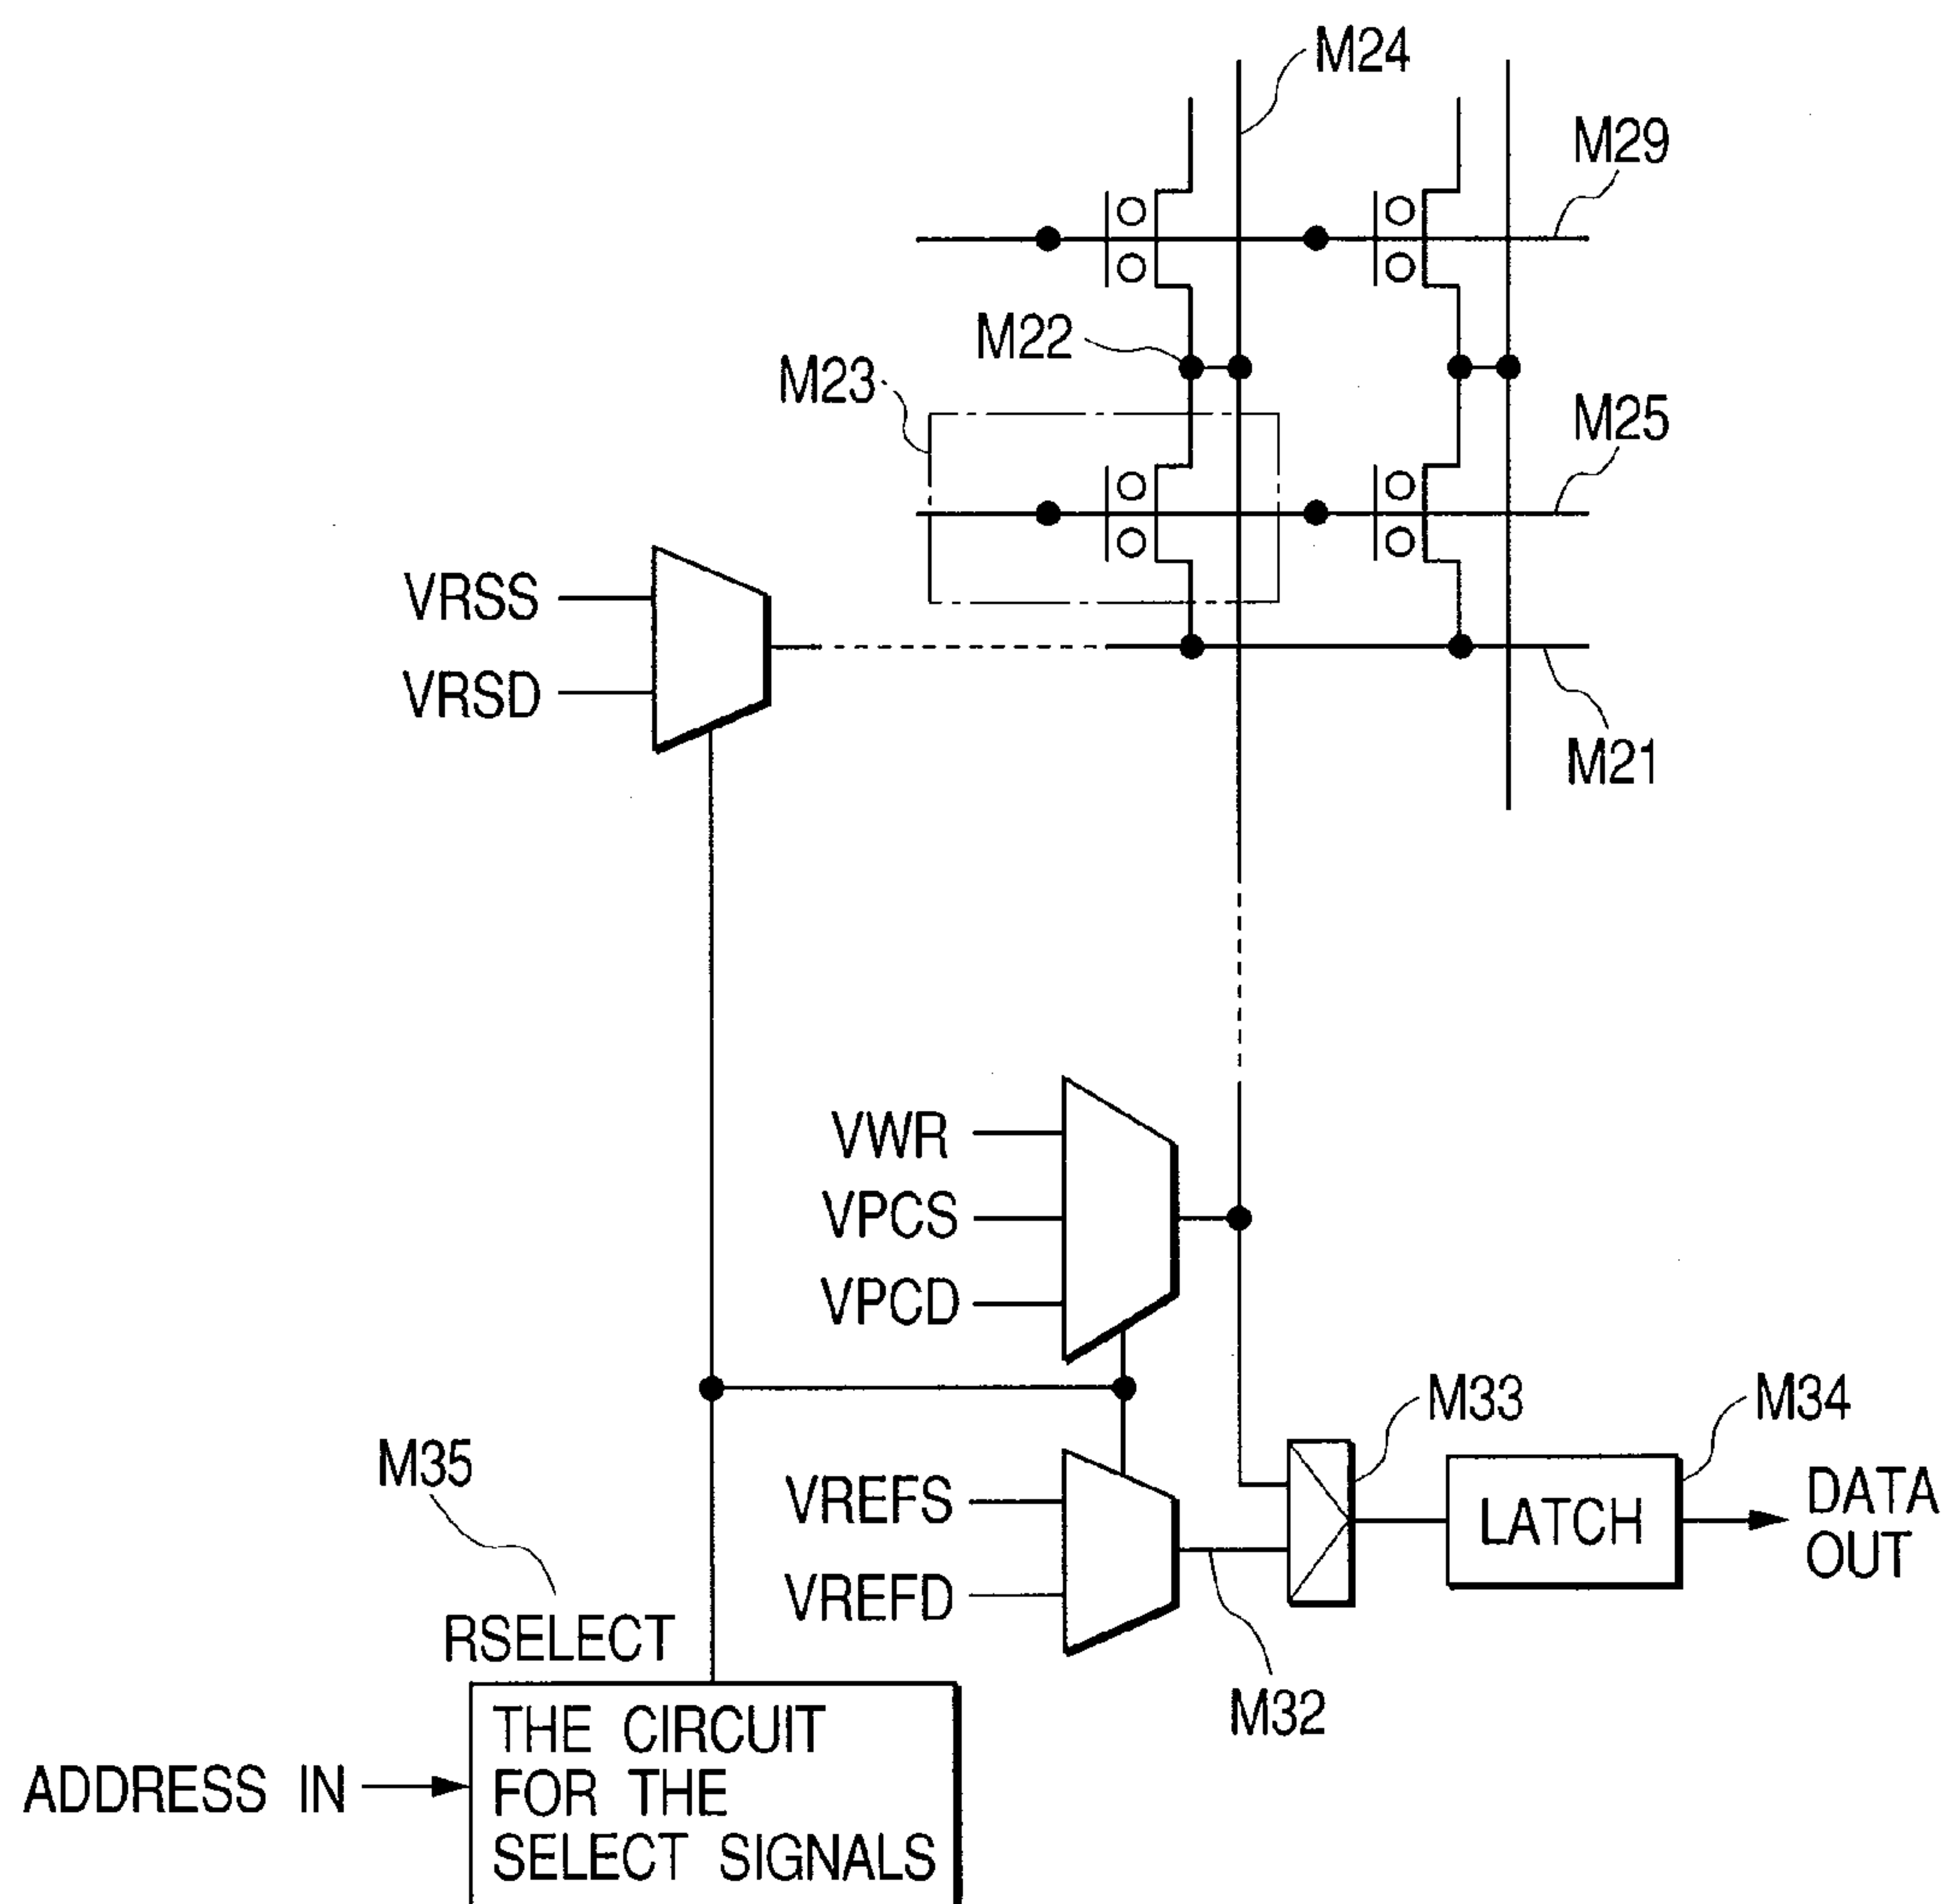 M24
M29
M22
M23
M25
VRSS
VRSD
M21
VWR
VPCS
VPCD
M33
M34
M35
VREFS
DATA
OUT
LATCH
VREFD
RSELECT
M32
THE CIRCUIT
FOR THE
SELECT SIGNALS
ADDRESS IN